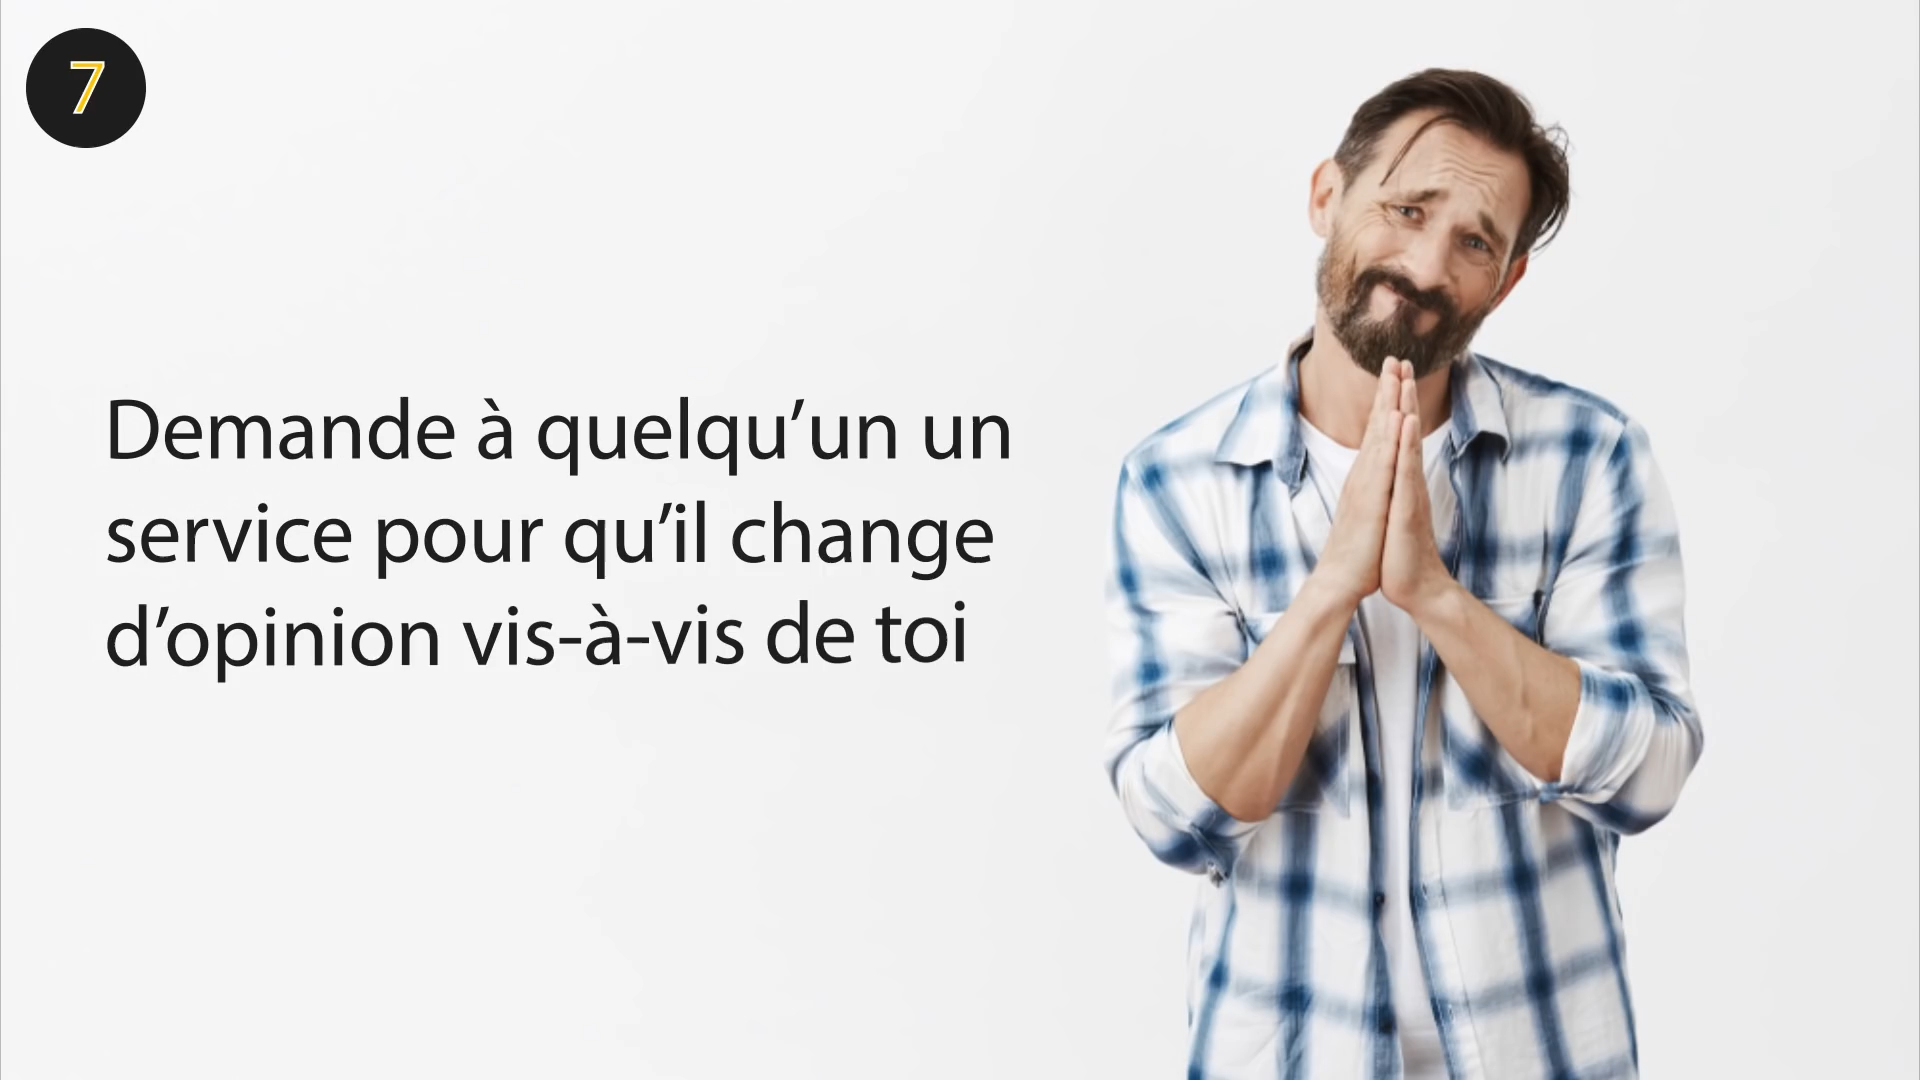 7
Demande à quelqu’un un
service pour qu’il change
d’opinion vis-à-vis de toi